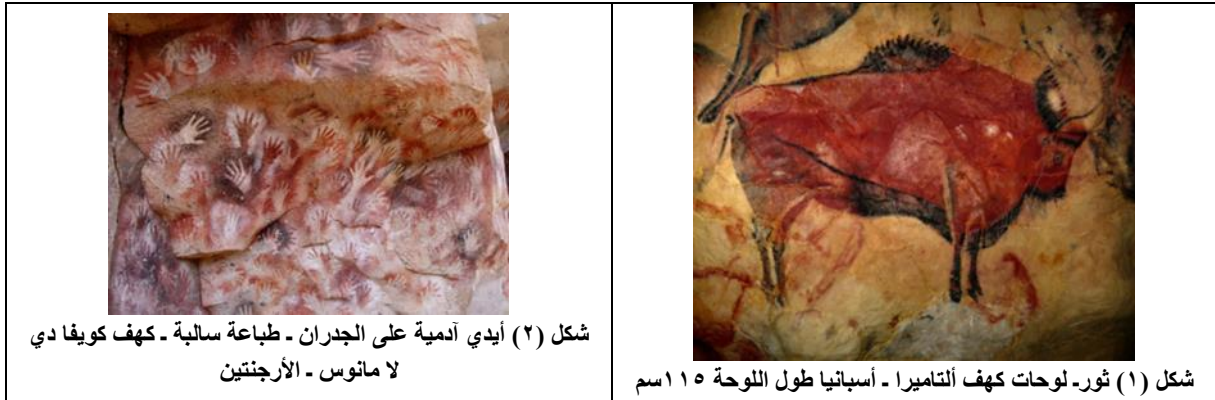 شكل (١) ثورـ لوحات كهف ألتاميرا ـ أسبانيا طول اللوحة ١١٥سم
شكل (٢) أيدي آدمية على الجدران ـ طباعة سالبة ـ كهف كويفا دي
لا مانوس ـ الأرجنتين